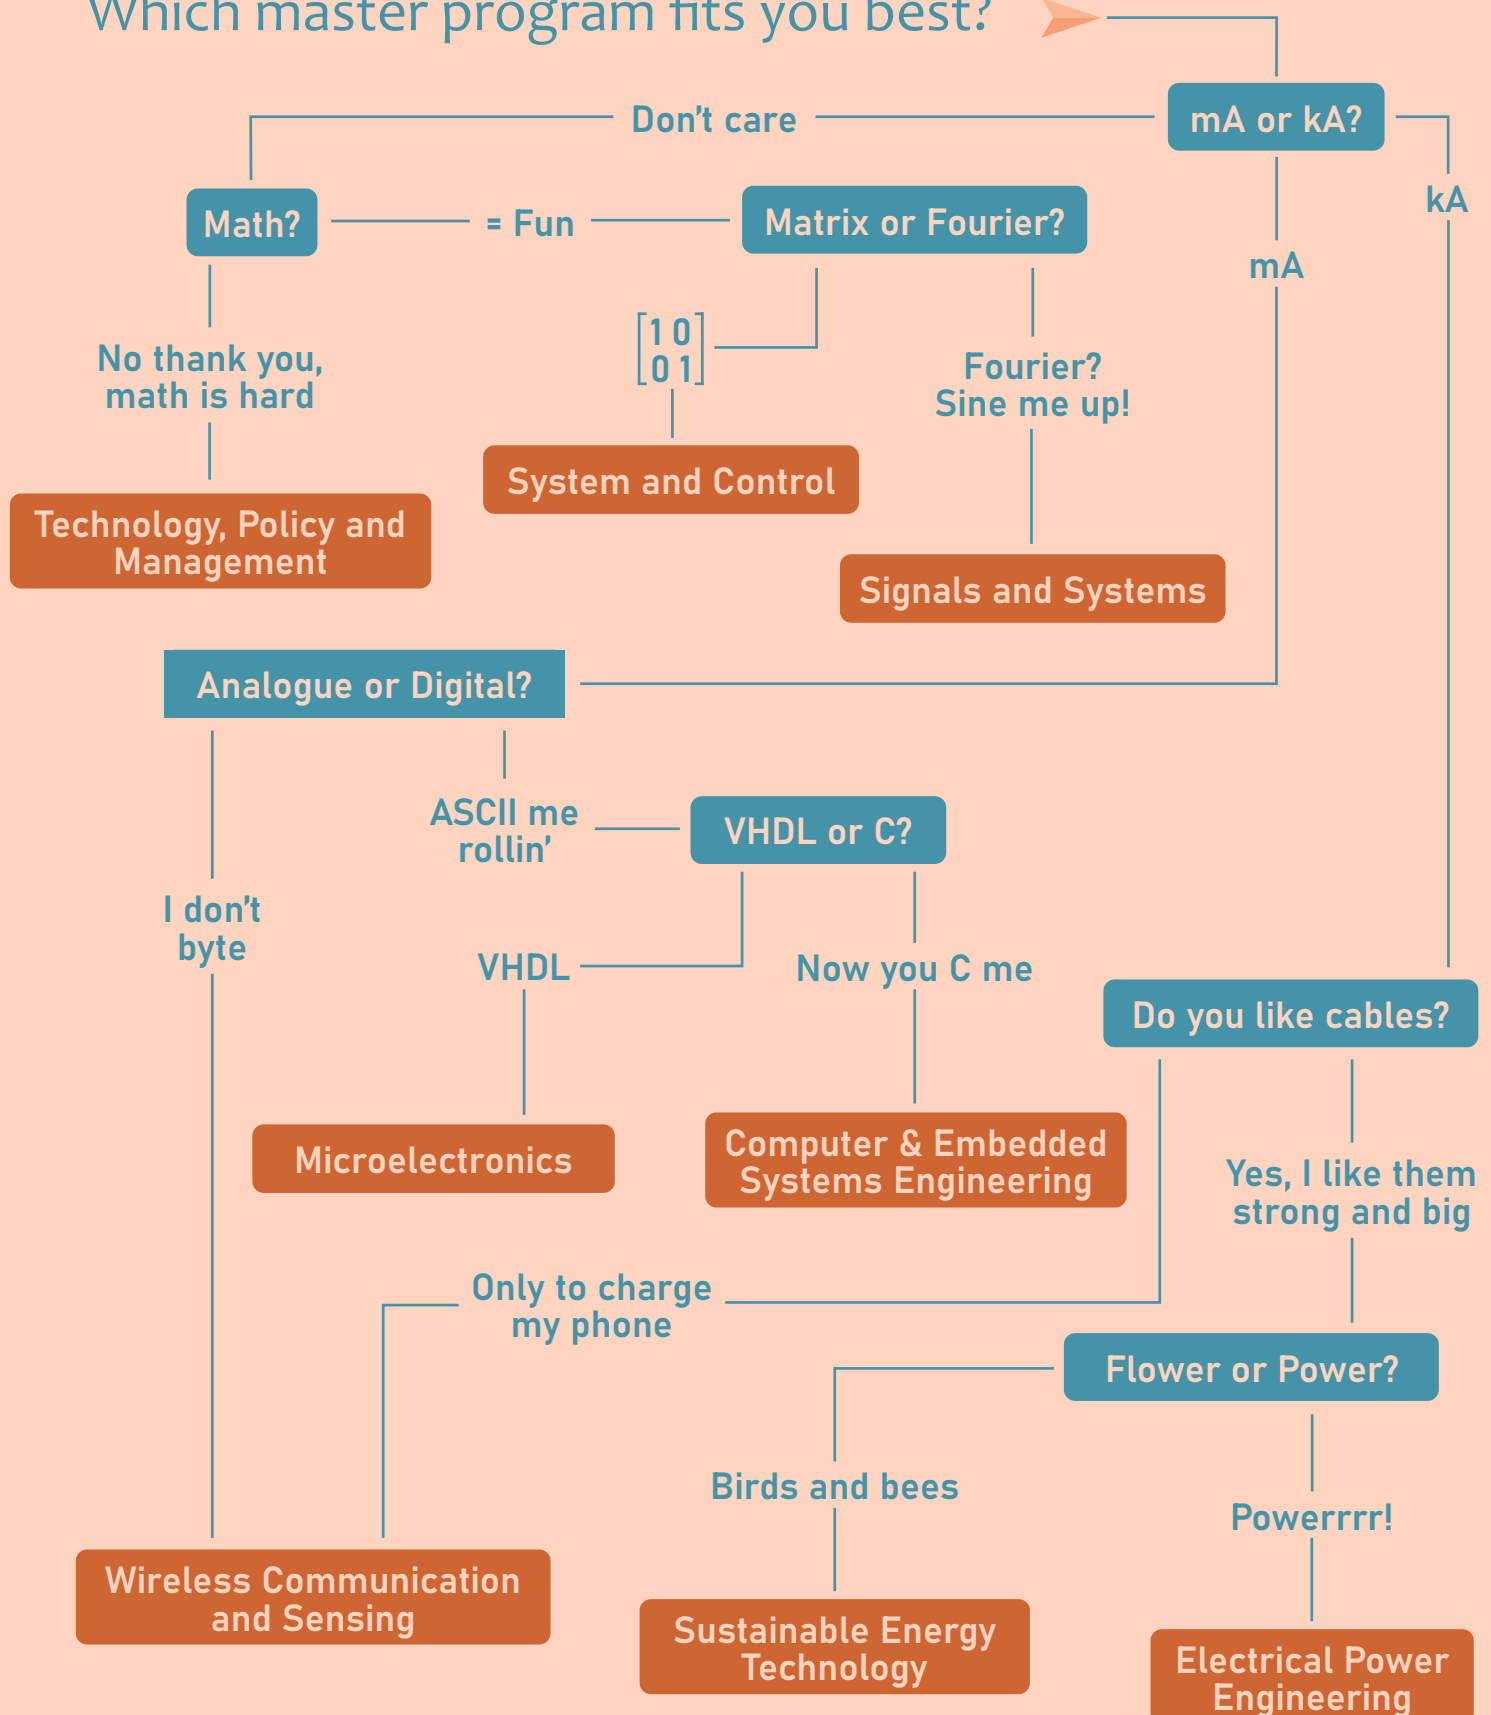 Which master program fits you best?
mA or kA?
Don't care
kA
Math?
= Fun
Matrix or Fourier?
mA
No thank you,
math is hard
1 0
0 1
Fourier?
Sine me up!
System and Control
Technology, Policy and
Management
Signals and Systems
Analogue or Digital?
ASCII me
rollin'
VHDL or C?
I don't
byte
VHDL
Now you C me
Do you like cables?
Microelectronics
Computer & Embedded
Systems Engineering
Yes, I like them
strong and big
Only to charge
my phone
Flower or Power?
Birds and bees
Powerrrr!
Wireless Communication
and Sensing
Sustainable Energy
Technology
Electrical Power
Engineering